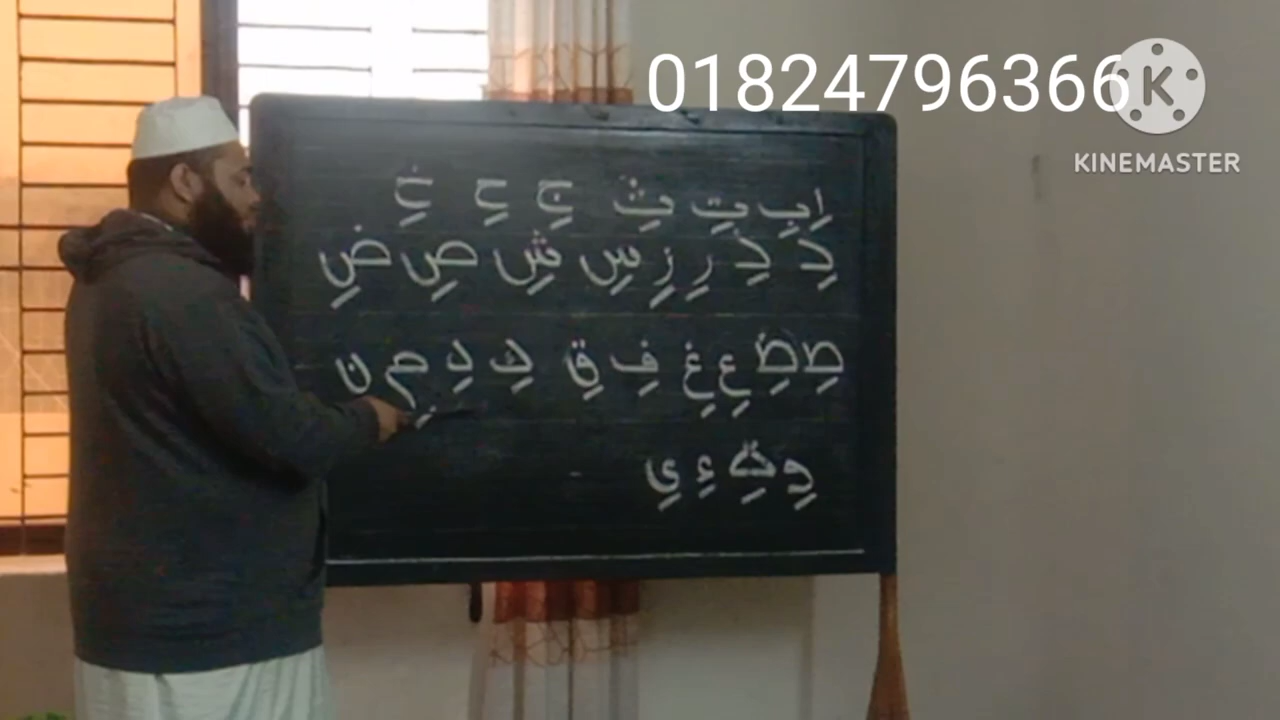 01824796366
KINEMASTER
اِ بِ تِ ثِ جِ حِ خِ
دِ ذِ رِ زِ سِ شِ صِ ضِ
طِ ظِ عِ غِ فِ قِ كِ لِ مِ نِ
وِ هِ ءِ يِ